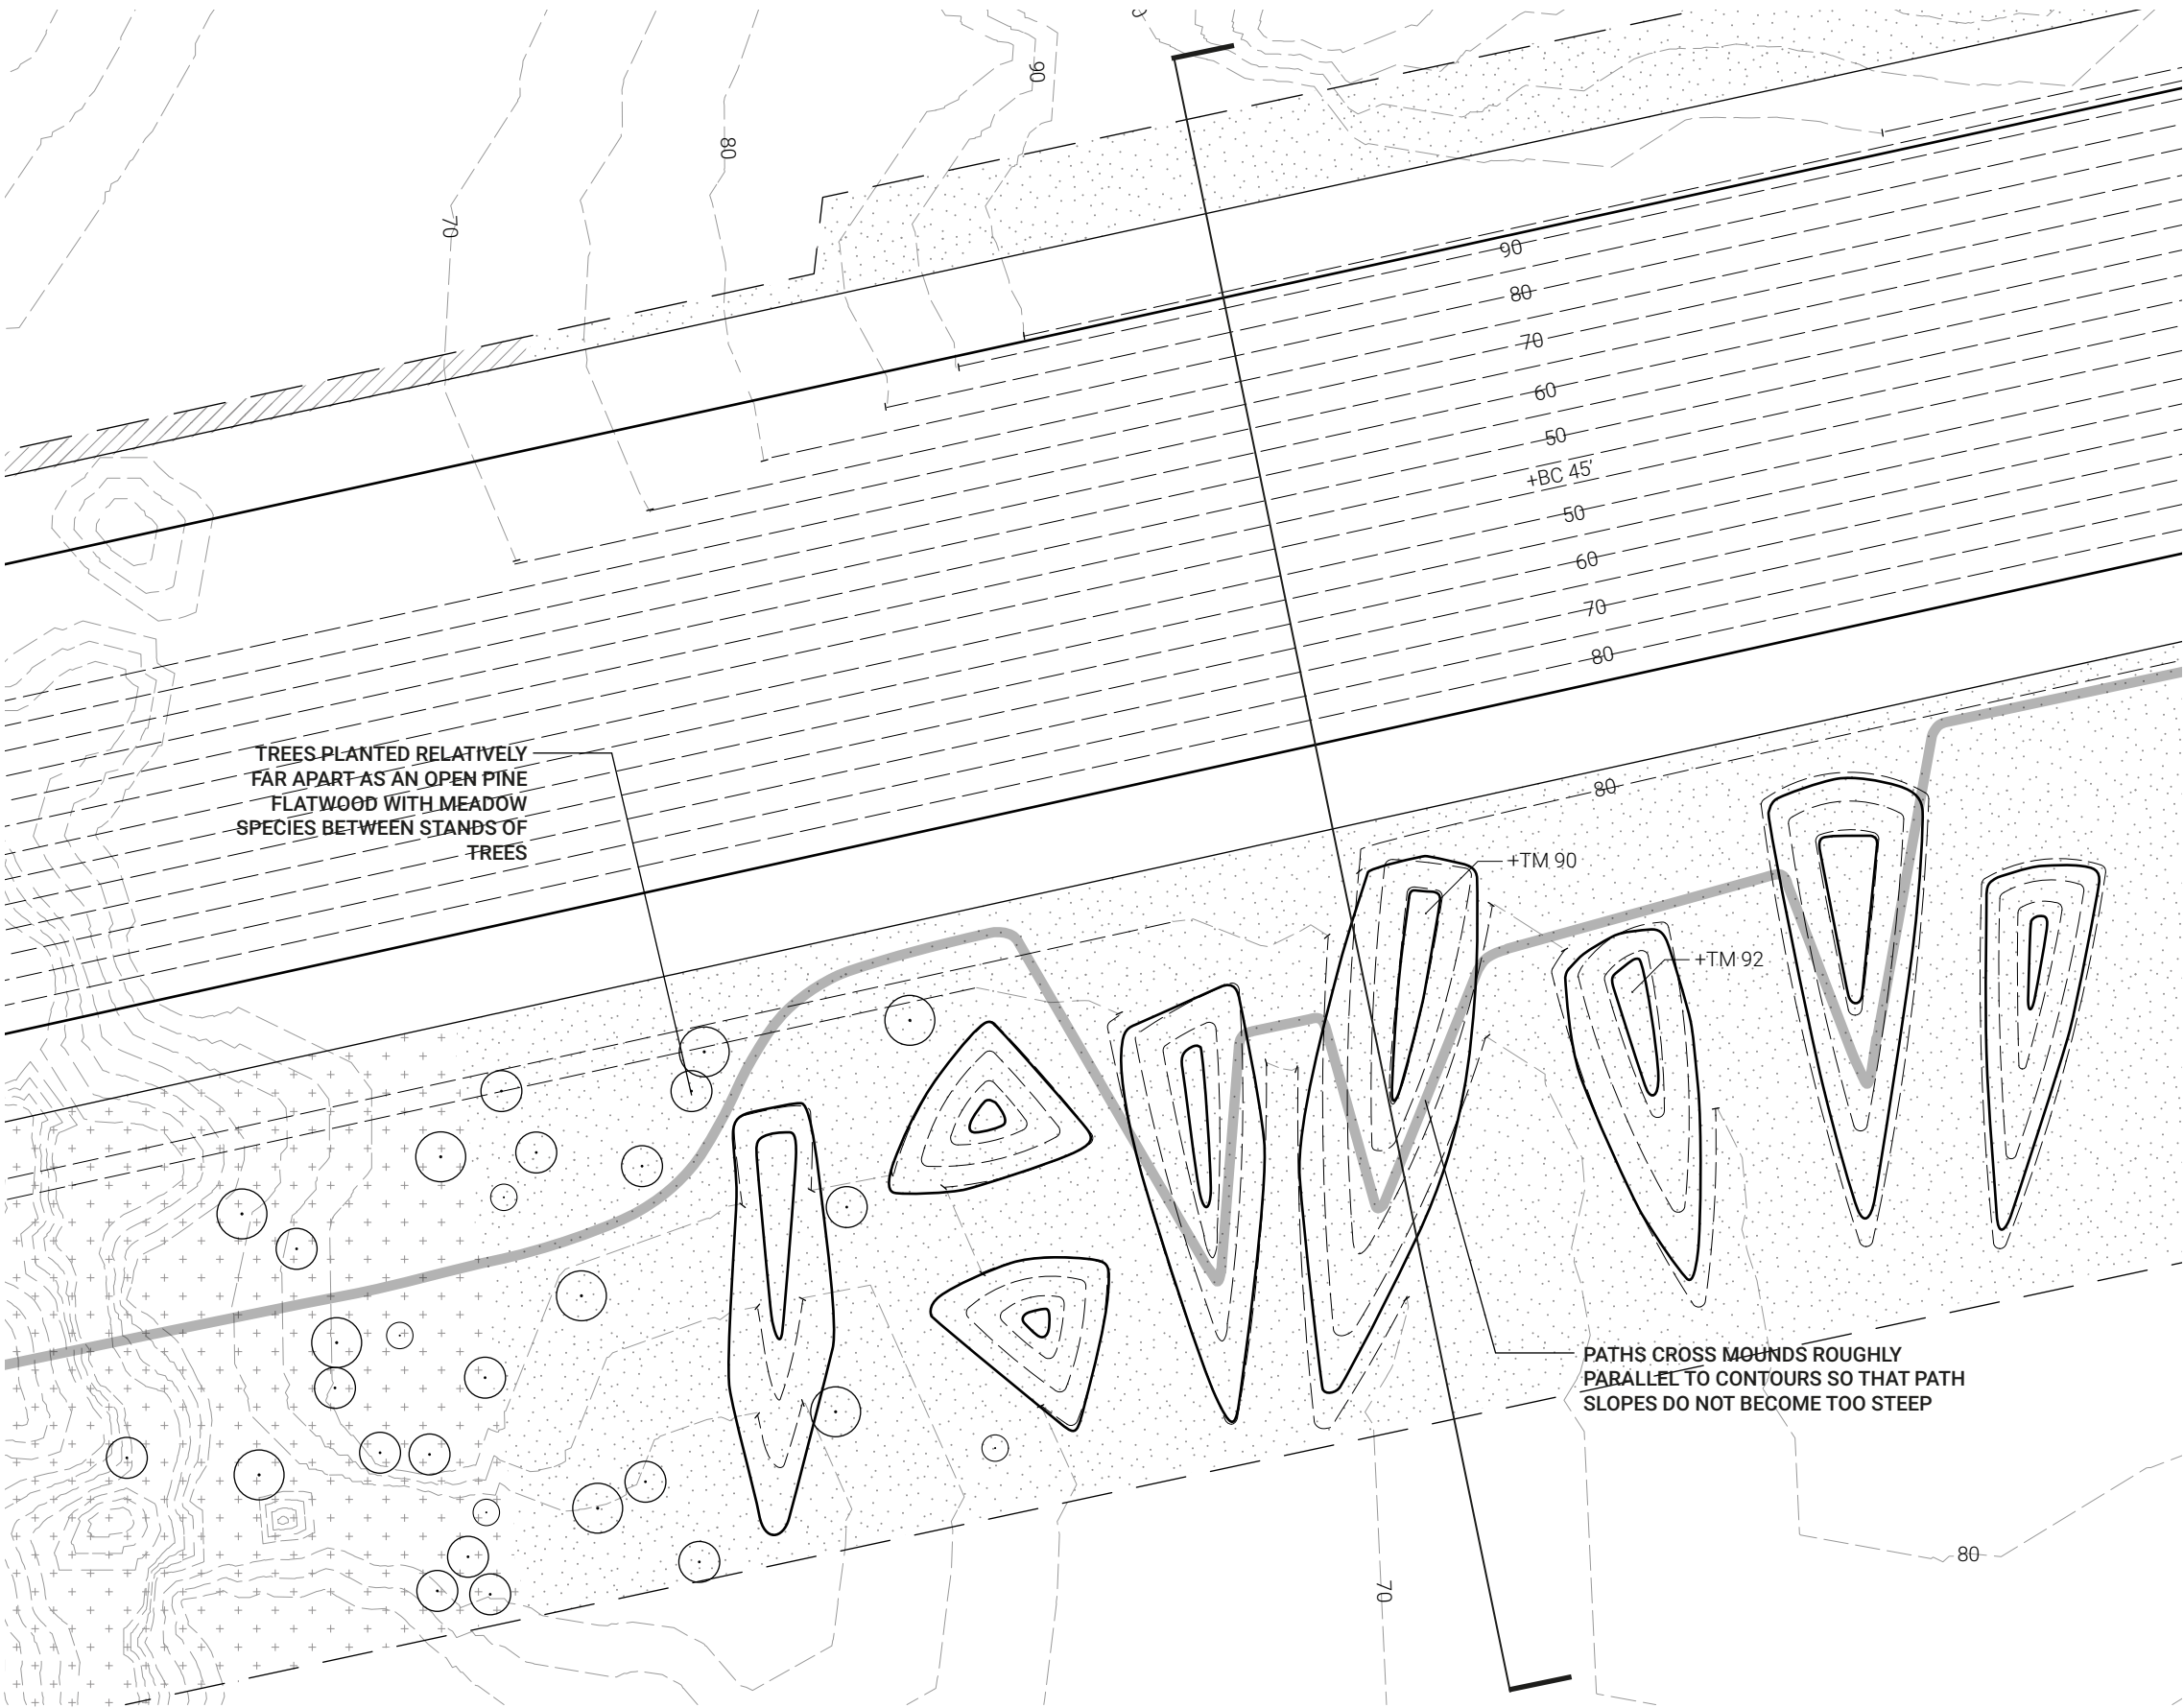 90
80
70
90
80
70
60
50
+BC 45'
50
60
70
80
TREES PLANTED RELATIVELY
FAR APART AS AN OPEN PINE
FLATWOOD WITH MEADOW
SPECIES BETWEEN STANDS OF
TREES
80
+TM 90
+TM 92
PATHS CROSS MOUNDS ROUGHLY
PARALLEL TO CONTOURS SO THAT PATH
SLOPES DO NOT BECOME TOO STEEP
80
70